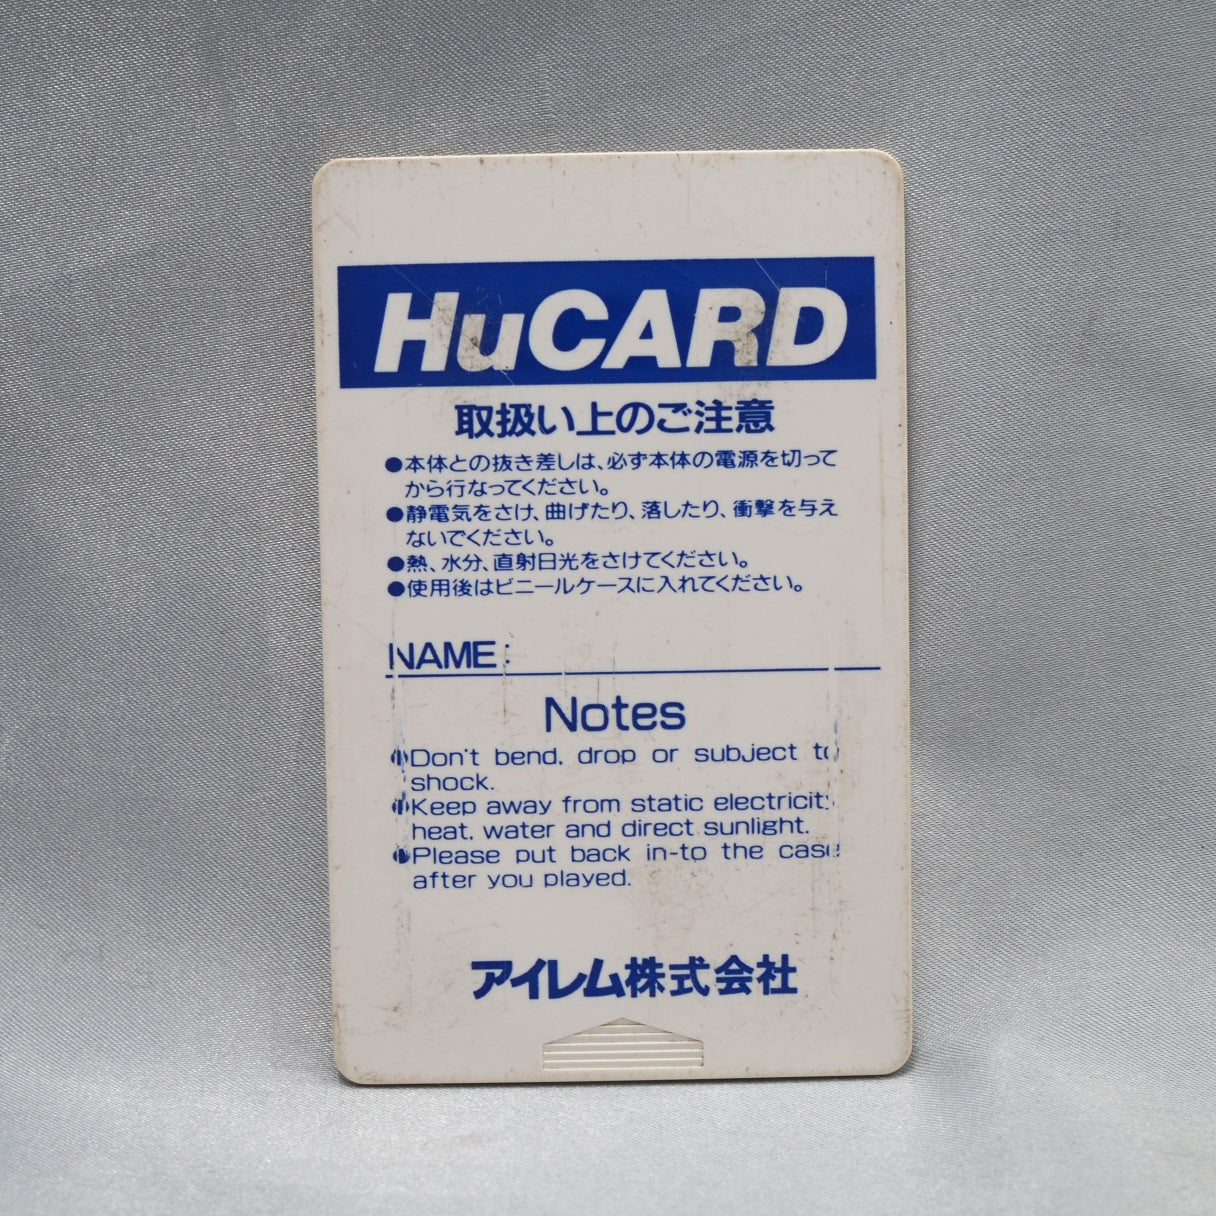 HuCARD
取扱い上のご注意
●本体との抜き差しは、必ず本体の電源を切って
から行なってください。
●静電気をさけ、曲げたり、落したり、衝撃を与え
ないでください。
●熱、水分、直射日光をさけてください。
●使用後はビニールケースに入れてください。
NAME:
Notes
●Don't bend, drop or subject to
shock.
●Keep away from static electricity,
heat, water and direct sunlight.
●Please put back in-to the case
after you played.
アイレム株式会社